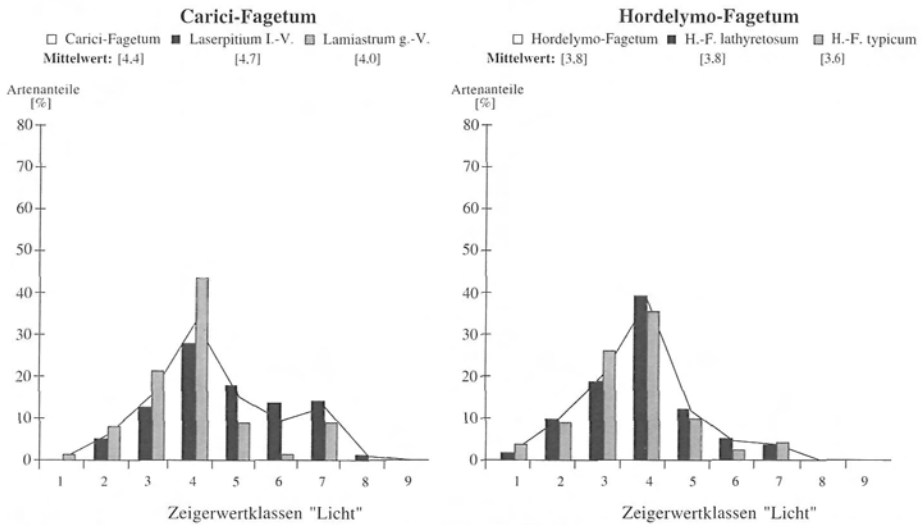 Carici-Fagetum
Carici-Fagetum Laserpitium I.-V. Lamiastrum g.-V.
Mittelwert: [4.4] [4.7] [4.0]
Artenanteile
[%]
80
70
60
50
40
30
20
10
0
1 2 3 4 5 6 7 8 9
Zeigerwertklassen "Licht"
Hordelymo-Fagetum
Hordelymo-Fagetum H.-F. lathyretosum H.-F. typicum
Mittelwert: [3.8] [3.8] [3.6]
Artenanteile
[%]
80
70
60
50
40
30
20
10
0
1 2 3 4 5 6 7 8 9
Zeigerwertklassen "Licht"